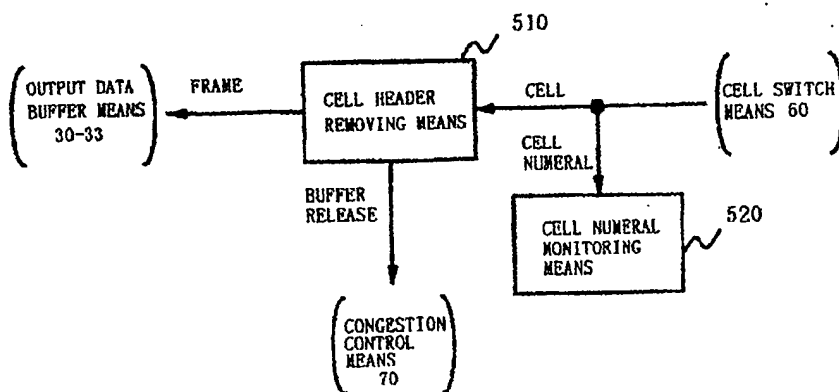 510
OUTPUT DATA
BUFFER MEANS
30-33
FRAME
CELL HEADER
REMOVING MEANS
CELL
CELL SWITCH
MEANS 60
CELL
NUMERAL
BUFFER
RELEASE
520
CELL NUMERAL
MONITORING
MEANS
CONGESTION
CONTROL
MEANS
70